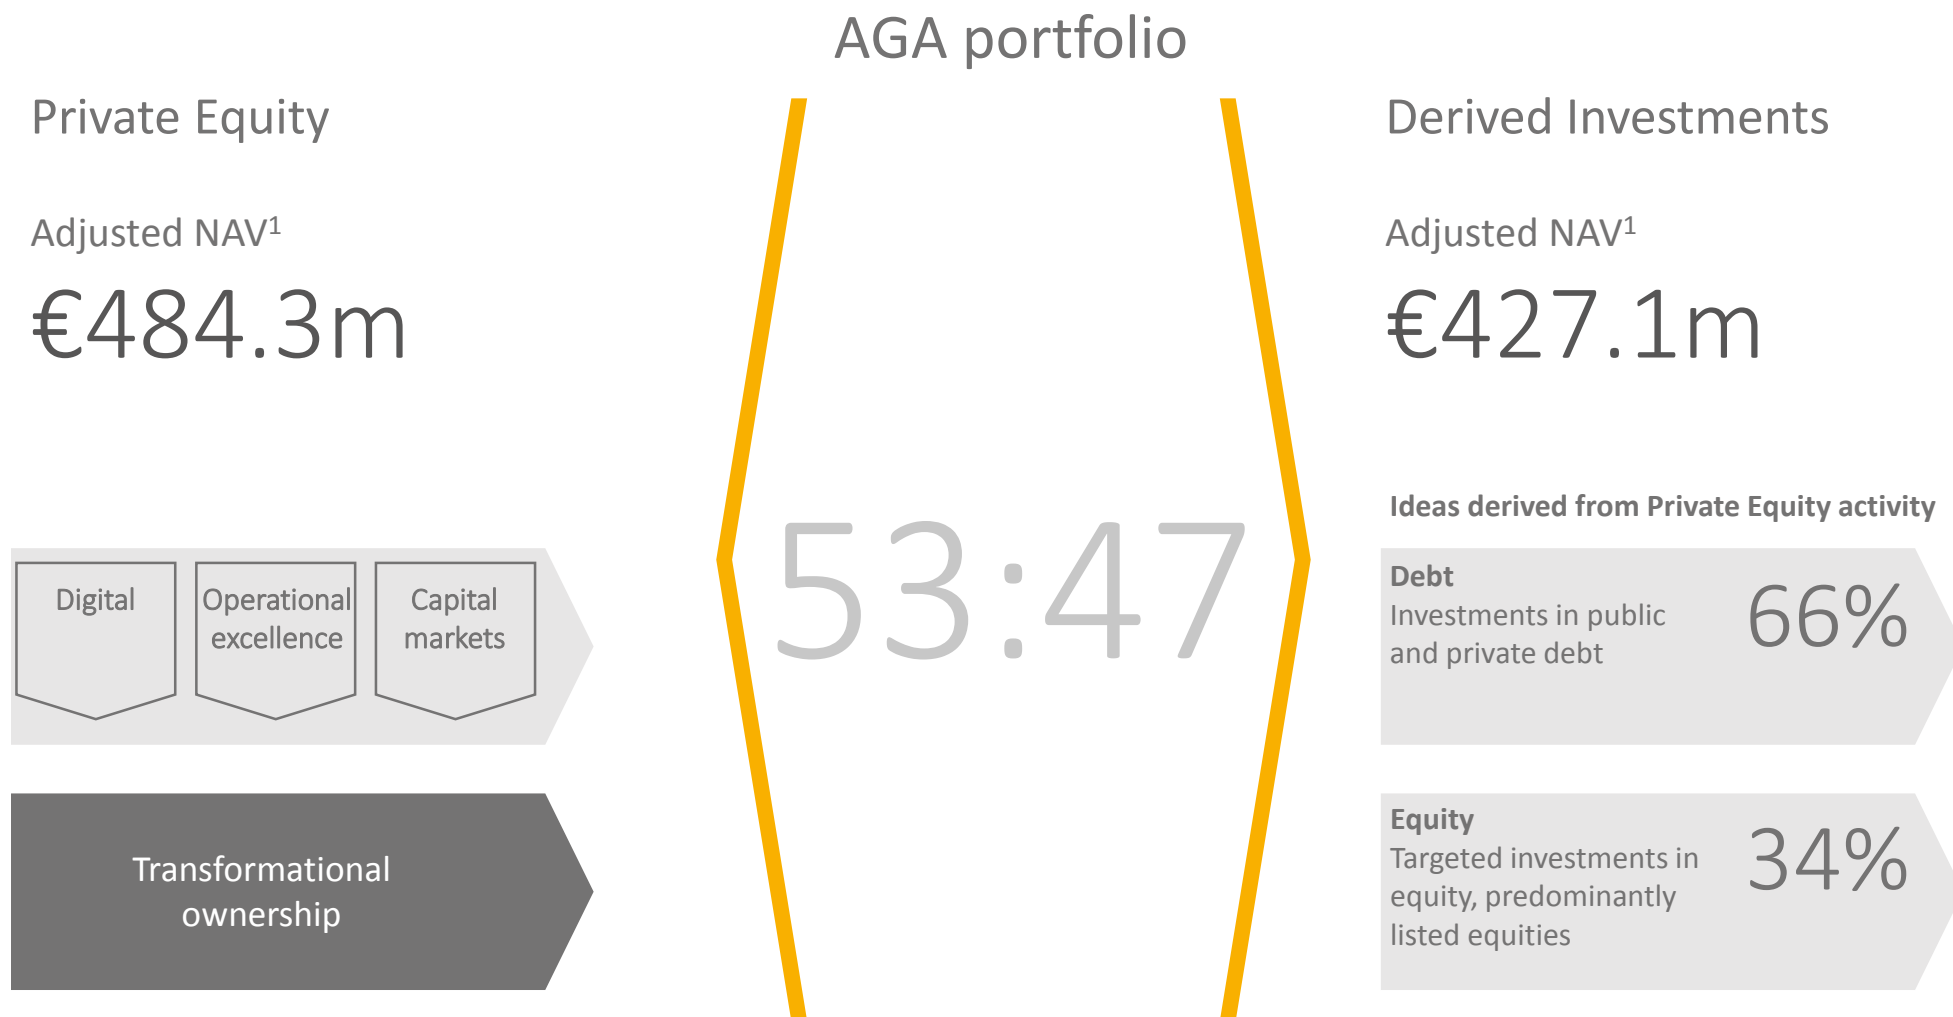 AGA portfolio
Private Equity
Adjusted NAV¹
€484.3m
Digital
Operational
excellence
Capital
markets
Transformational
ownership
53:47
Derived Investments
Adjusted NAV¹
€427.1m
Ideas derived from Private Equity activity
Debt
Investments in public
and private debt
66%
Equity
Targeted investments in
equity, predominantly
listed equities
34%